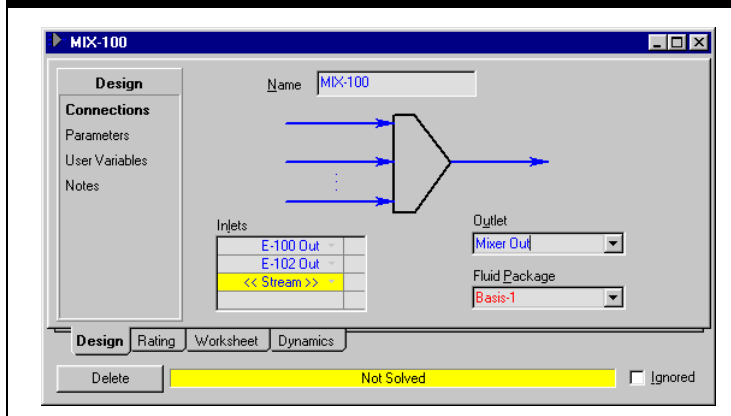 MIX-100
Design
Connections
Parameters
User Variables
Notes
Name MIX-100
Inlets
E-100 Out
E-102 Out
<< Stream >>
Outlet
Mixer Out
Fluid Package
Basis-1
Design Rating Worksheet Dynamics
Delete Not Solved Ignored